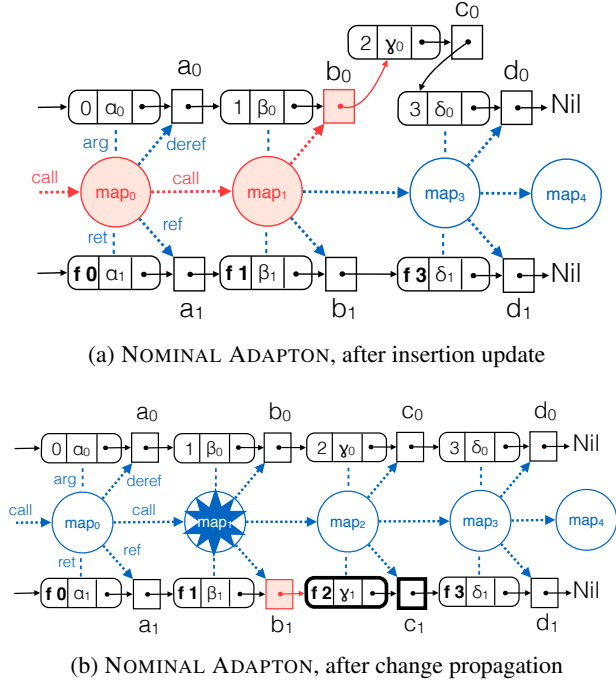 c₀
2 ɣ₀
a₀ b₀ d₀
0 α₀ 1 β₀ 3 δ₀ Nil
arg deref
call map₀ call map₁ map₃ map₄
ret ref
f 0 α₁ f 1 β₁ f 3 δ₁ Nil
a₁ b₁ d₁
(a) NOMINAL ADAPTON, after insertion update
a₀ b₀ c₀ d₀
0 α₀ 1 β₀ 2 ɣ₀ 3 δ₀ Nil
arg deref
call map₀ call map₁ map₂ map₃ map₄
ret ref
f 0 α₁ f 1 β₁ f 2 ɣ₁ f 3 δ₁ Nil
a₁ b₁ c₁ d₁
(b) NOMINAL ADAPTON, after change propagation